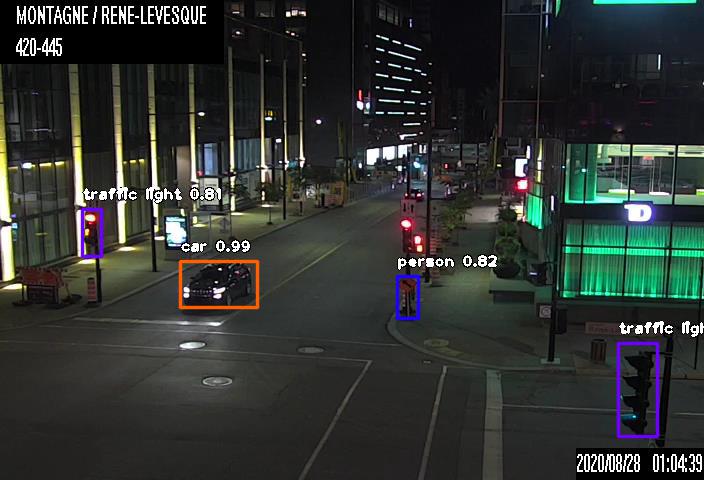 MONTAGNE / RENE-LEVESQUE
420-445
traffic light 0.81
car 0.99
person 0.82
TD
traffic ligh
2020/08/28 01:04:39